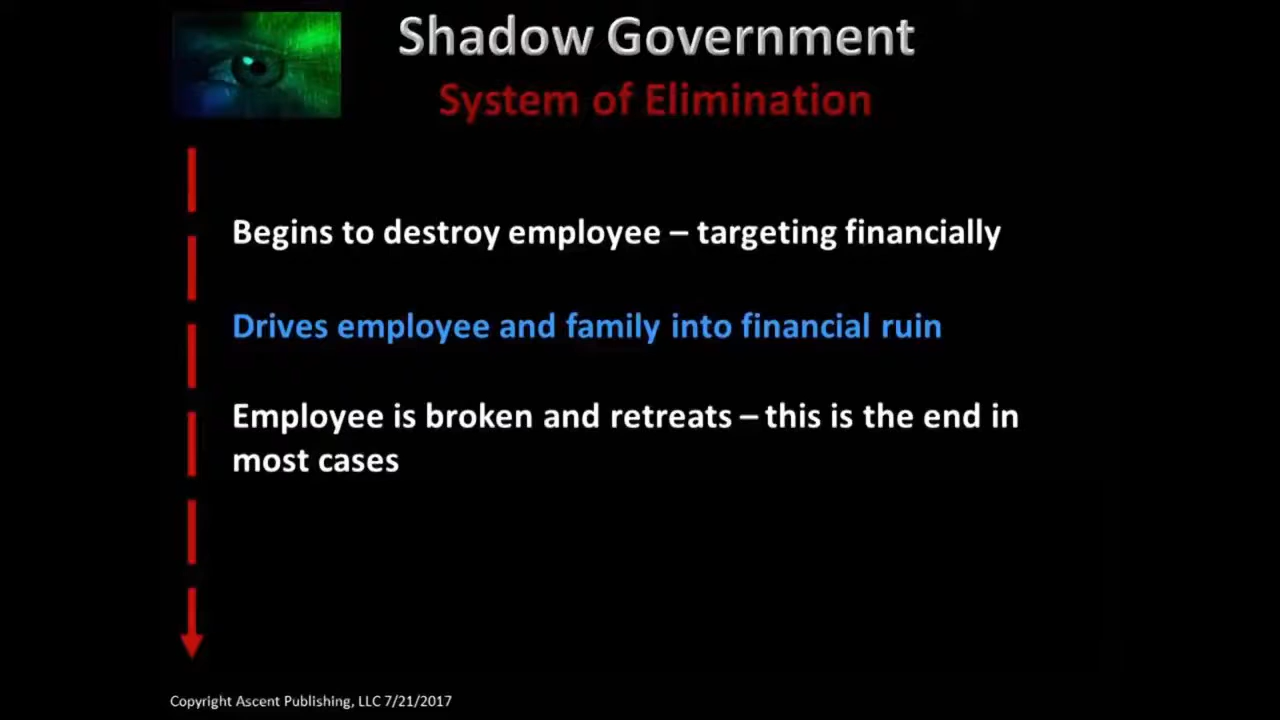 Shadow Government
System of Elimination
Begins to destroy employee – targeting financially
Drives employee and family into financial ruin
Employee is broken and retreats – this is the end in
most cases
Copyright Ascent Publishing, LLC 7/21/2017